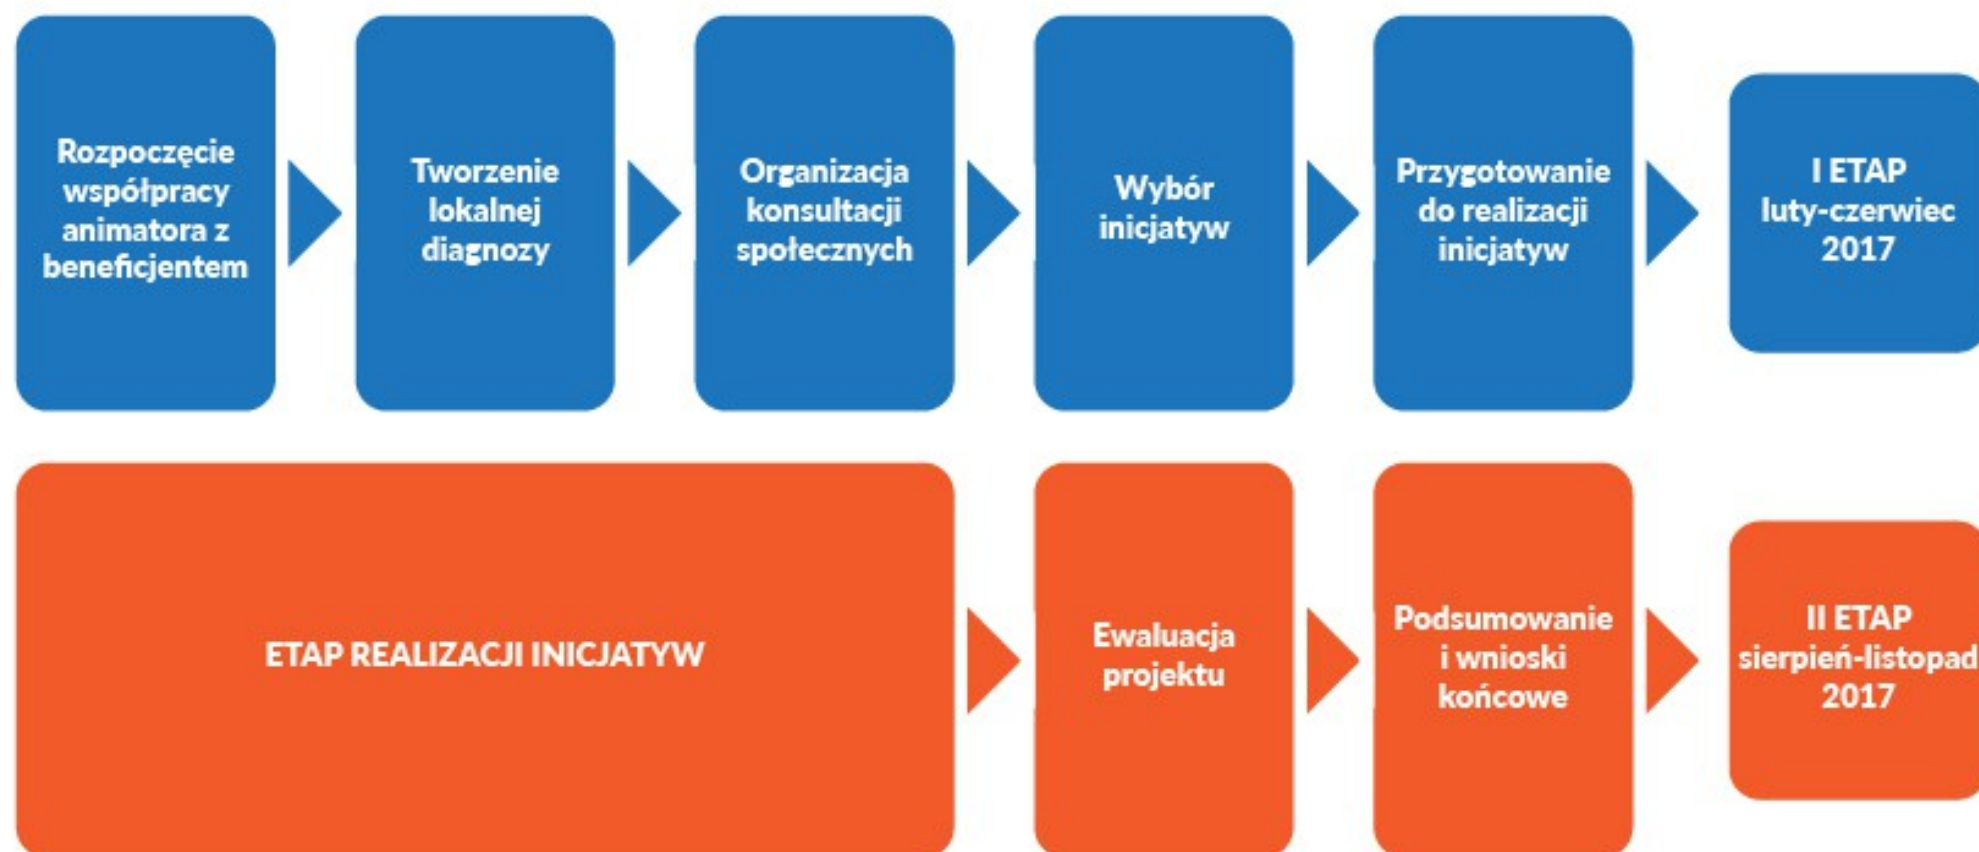 Rozpoczęcie
współpracy
animatora z
beneficjentem
Tworzenie
lokalnej
diagnozy
Organizacja
konsultacji
społecznych
Wybór
inicjatyw
Przygotowanie
do realizacji
inicjatyw
I ETAP
luty-czerwiec
2017
ETAP REALIZACJI INICJATYW
Ewaluacja
projektu
Podsumowanie
i wnioski
końcowe
II ETAP
sierpień-listopad
2017